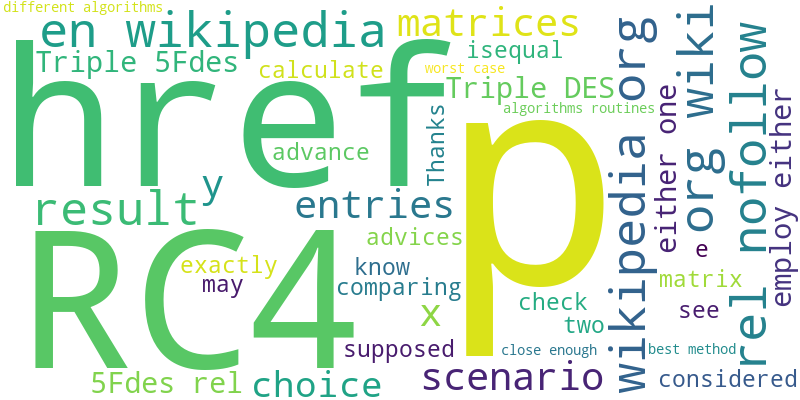 different algorithms
en wikipedia
matrices
Triple 5Fdes
isequal
calculate
worst case
href
Triple DES
algorithms routines
p
Thanks
advance
y
result
entries
RC4
advices
exactly
know
may
comparing
x
check
two
supposed
close enough
5Fdes rel
choice
scenario
wikipedia org
either one
org wiki
rel nofollow
employ either
e
matrix
see
best method
considered